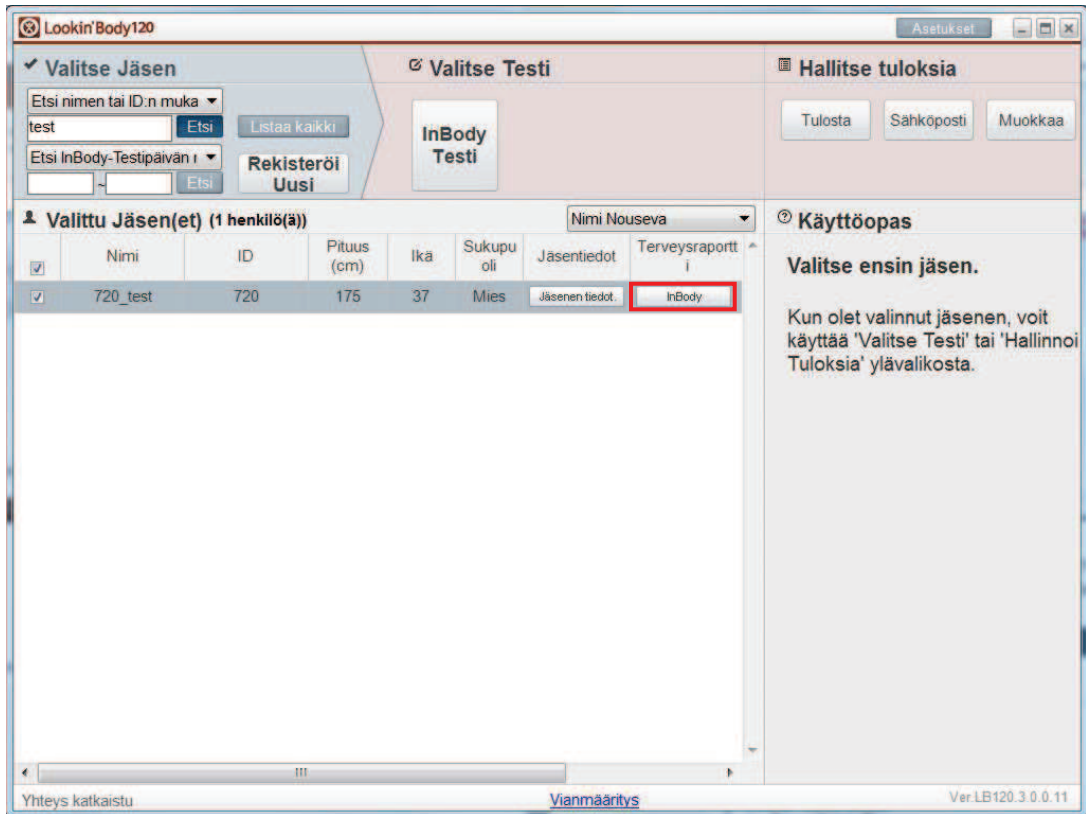 Lookin'Body120
Asetukset
Valitse Jäsen
Etsi nimen tai ID:n muka
test
Etsi
Listaa kaikki
Etsi InBody-Testipäivän
~
Etsi
Rekisteröi
Uusi
Valitse Testi
InBody
Testi
Hallitse tuloksia
Tulosta
Sähköposti
Muokkaa
Valittu Jäsen(et) (1 henkilö(ä))
Nimi Nouseva
Nimi
ID
Pituus
(cm)
Ikä
Sukupu
oli
Jäsentiedot
Terveysraportt
i
720_test
720
175
37
Mies
Jäsenen tiedot.
InBody
Käyttöopas
Valitse ensin jäsen.
Kun olet valinnut jäsenen, voit
käyttää 'Valitse Testi' tai 'Hallinnoi
Tuloksia' ylävalikosta.
Yhteys katkaistu
Vianmääritys
Ver.LB120.3.0.0.11